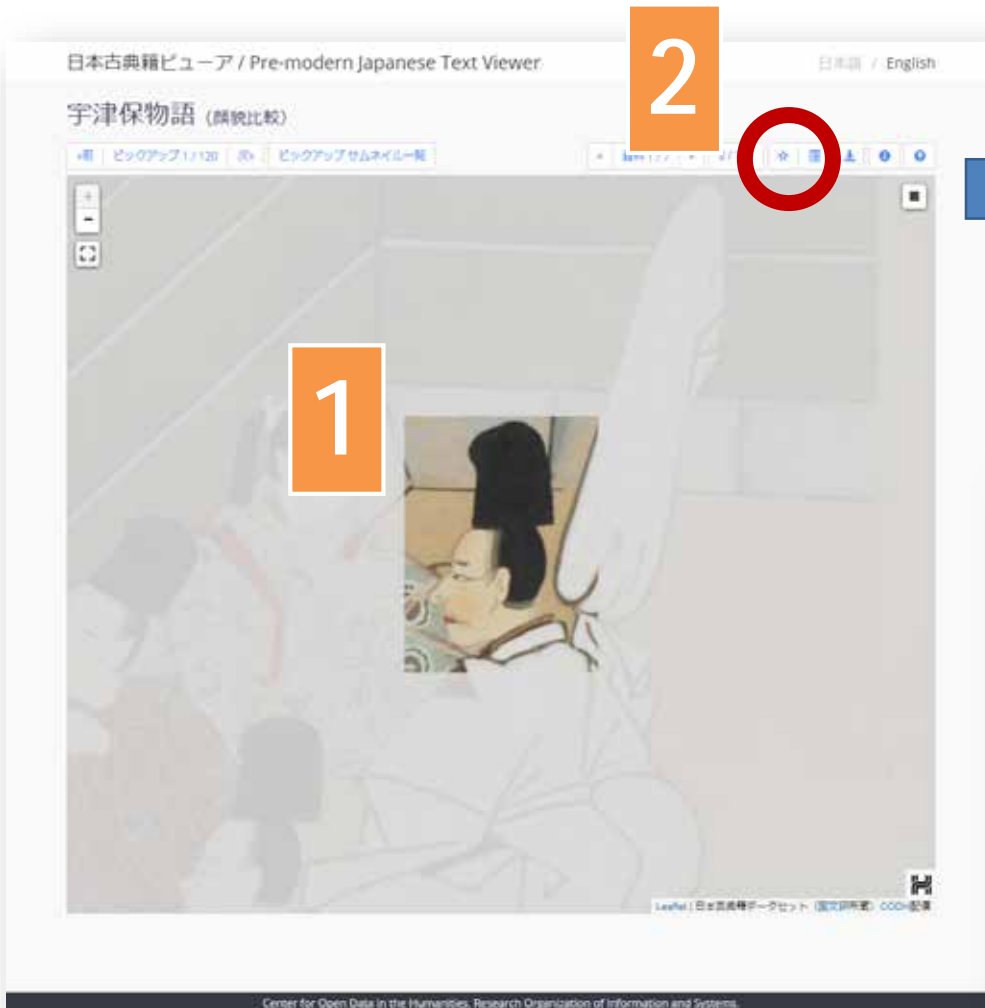 日本古典籍ビューア / Pre-modern Japanese Text Viewer
日本語 / English
2
宇津保物語 (顔貌比較)
«前 ピックアップ 1 / 120 次» ピックアップ サムネイル一覧
+
-
1
Leaflet | 日本古典籍データセット（国文研所蔵）CODH配信
Center for Open Data in the Humanities, Research Organization of Information and Systems.